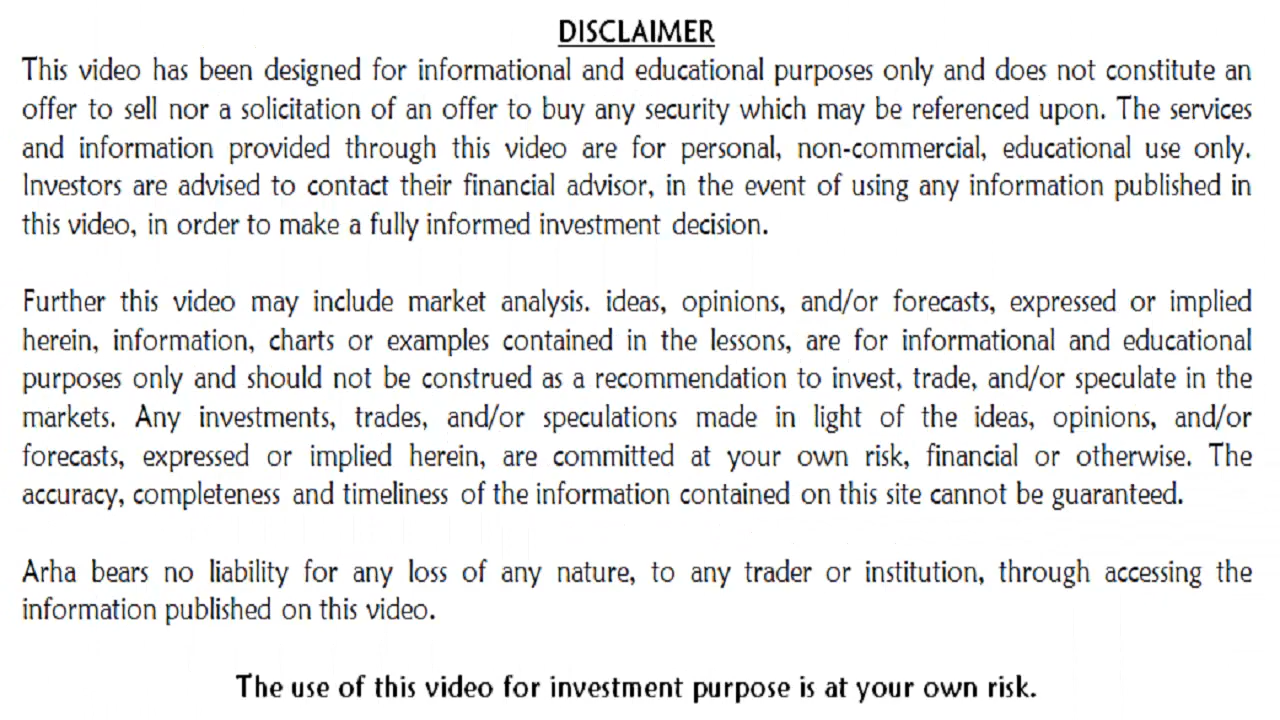 DISCLAIMER
This video has been designed for informational and educational purposes only and does not constitute an
offer to sell nor a solicitation of an offer to buy any security which may be referenced upon. The services
and information provided through this video are for personal, non-commercial, educational use only.
Investors are advised to contact their financial advisor, in the event of using any information published in
this video, in order to make a fully informed investment decision.
Further this video may include market analysis. ideas, opinions, and/or forecasts, expressed or implied
herein, information, charts or examples contained in the lessons, are for informational and educational
purposes only and should not be construed as a recommendation to invest, trade, and/or speculate in the
markets. Any investments, trades, and/or speculations made in light of the ideas, opinions, and/or
forecasts, expressed or implied herein, are committed at your own risk, financial or otherwise. The
accuracy, completeness and timeliness of the information contained on this site cannot be guaranteed.
Arha bears no liability for any loss of any nature, to any trader or institution, through accessing the
information published on this video.
The use of this video for investment purpose is at your own risk.